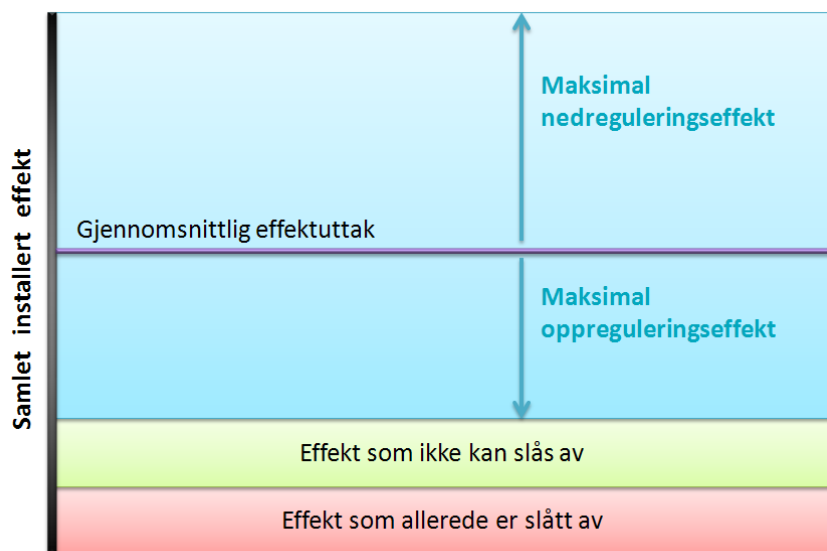 Samlet installert effekt
Maksimal
nedreguleringseffekt
Gjennomsnittlig effektuttak
Maksimal
oppreguleringseffekt
Effekt som ikke kan slås av
Effekt som allerede er slått av